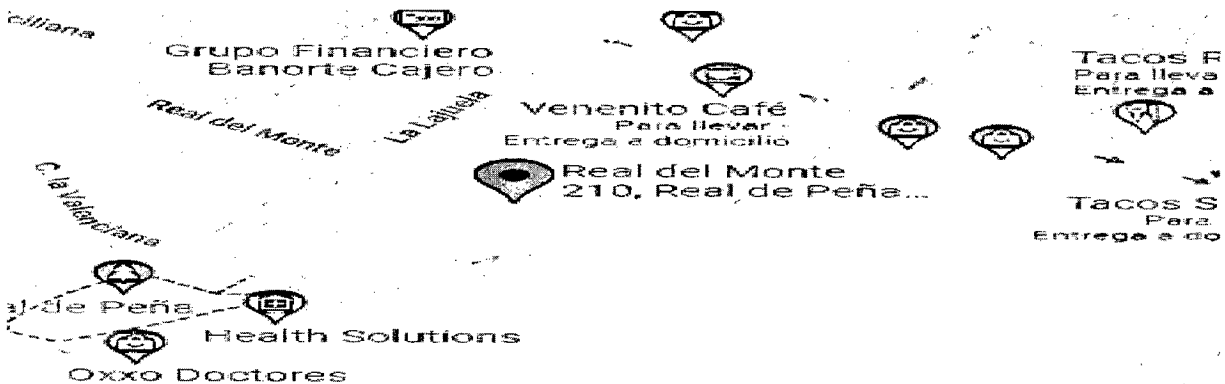 ciliana
Grupo Financiero
Banorte Cajero
Real del Monte
La Lajuela
Venenito Café
Para llevar ·
Entrega a domicilio
Tacos R
Para lleva
Entrega a
Real del Monte
210, Real de Peña...
C. la Valenciana
Tacos S
Para
Entrega a do
al de Peña
Health Solutions
Oxxo Doctores